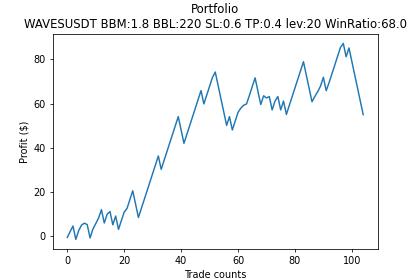 Portfolio
WAVESUSDT BBM:1.8 BBL:220 SL:0.6 TP:0.4 lev:20 WinRatio:68.0
Profit ($)
80
60
40
20
0
0 20 40 60 80 100
Trade counts